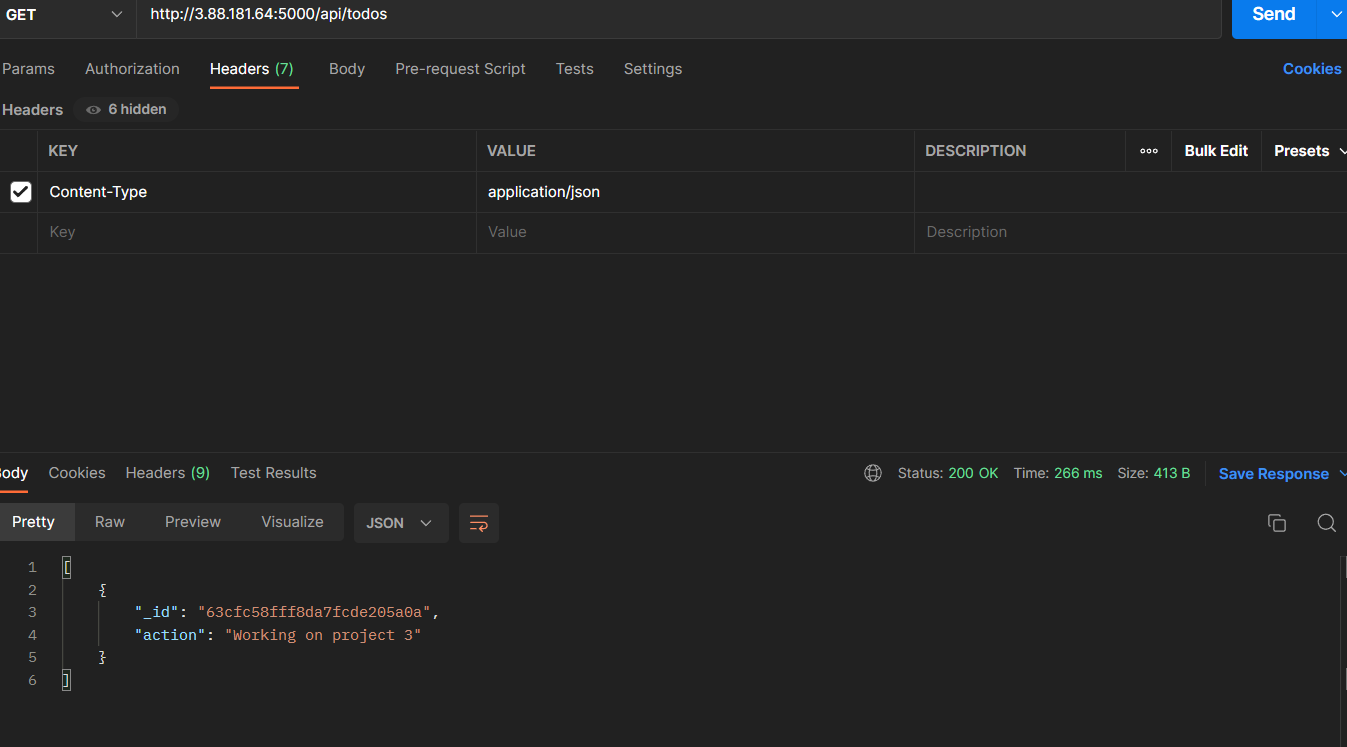 GET http://3.88.181.64:5000/api/todos Send
Params Authorization Headers (7) Body Pre-request Script Tests Settings Cookies
Headers 6 hidden
KEY VALUE DESCRIPTION ooo Bulk Edit Presets
Content-Type application/json
Key Value Description
Body Cookies Headers (9) Test Results Status: 200 OK Time: 266 ms Size: 413 B Save Response
Pretty Raw Preview Visualize JSON
1 [
2 {
3 "_id": "63cfc58fff8da7fcde205a0a",
4 "action": "Working on project 3"
5 }
6 ]